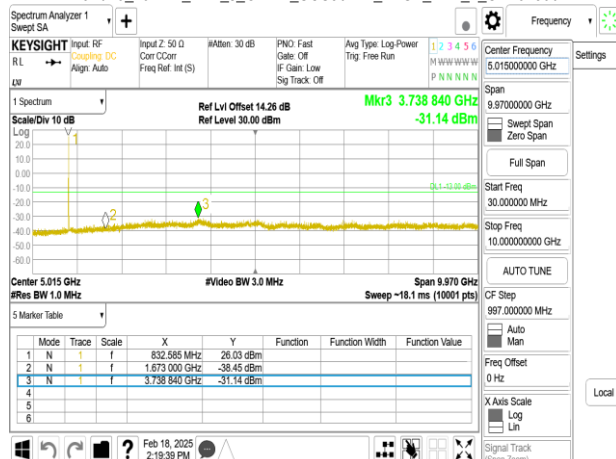 Spectrum Analyzer 1
Swept SA
Frequency
Settings
KEYSIGHT
RL
Input: RF
Coupling: DC
Align: Auto
Input Z: 50 Ω
Corr CCorr
Freq Ref: Int (S)
#Atten: 30 dB
PNO: Fast
Gate: Off
IF Gain: Low
Sig Track: Off
Avg Type: Log-Power
Trig: Free Run
1 2 3 4 5 6
M W W W W W
P N N N N N
1 Spectrum
Scale/Div 10 dB
Ref Lvl Offset 14.26 dB
Ref Level 30.00 dBm
Mkr3 3.738 840 GHz
-31.14 dBm
Log
20.0
10.0
0.00
-10.0
-20.0
-30.0
-40.0
-50.0
-60.0
1
2
3
DL1 -13.00 dBm
Center 5.015 GHz
#Res BW 1.0 MHz
#Video BW 3.0 MHz
Span 9.970 GHz
Sweep ~18.1 ms (10001 pts)
5 Marker Table
Mode Trace Scale X Y Function Function Width Function Value
1 N 1 f 832.585 MHz 26.03 dBm
2 N 1 f 1.673 000 GHz -38.45 dBm
3 N 1 f 3.738 840 GHz -31.14 dBm
4
5
6
Feb 18, 2025
2:19:39 PM
Center Frequency
5.015000000 GHz
Span
9.97000000 GHz
Swept Span
Zero Span
Full Span
Start Freq
30.000000 MHz
Stop Freq
10.000000000 GHz
AUTO TUNE
CF Step
997.000000 MHz
Auto
Man
Freq Offset
0 Hz
X Axis Scale
Log
Lin
Signal Track
Local